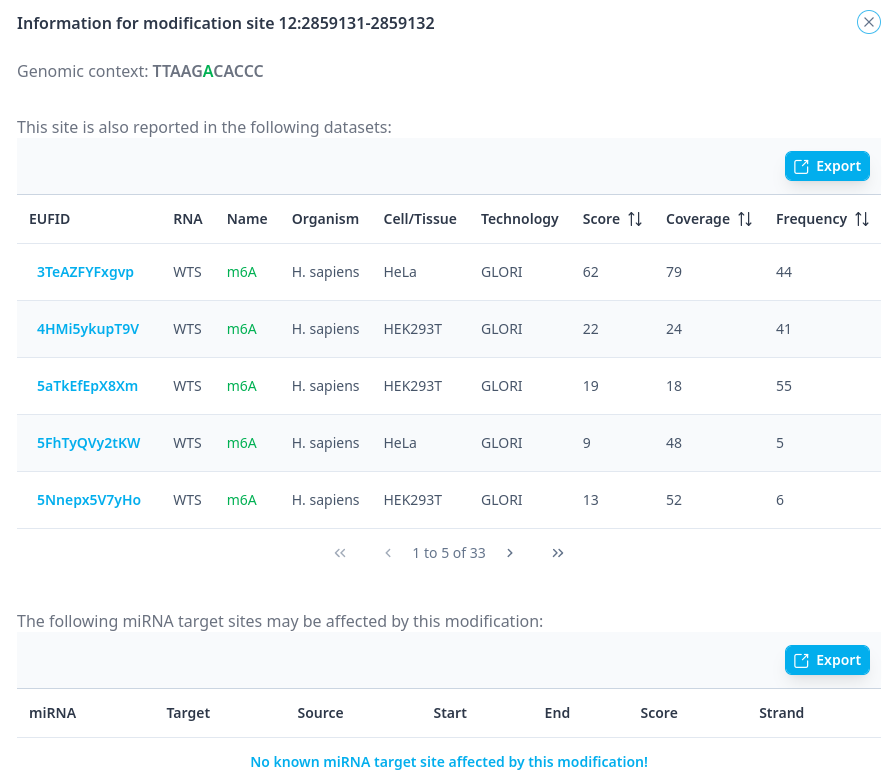 Information for modification site 12:2859131-2859132
Genomic context: TTAAGACACCC
This site is also reported in the following datasets:
Export
EUFID RNA Name Organism Cell/Tissue Technology Score Coverage Frequency
3TeAZFYFxgvp WTS m6A H. sapiens HeLa GLORI 62 79 44
4HMi5ykupT9V WTS m6A H. sapiens HEK293T GLORI 22 24 41
5aTkEfEpX8Xm WTS m6A H. sapiens HEK293T GLORI 19 18 55
5FhTyQVy2tKW WTS m6A H. sapiens HeLa GLORI 9 48 5
5Nnepx5V7yHo WTS m6A H. sapiens HEK293T GLORI 13 52 6
1 to 5 of 33
The following miRNA target sites may be affected by this modification:
Export
miRNA Target Source Start End Score Strand
No known miRNA target site affected by this modification!